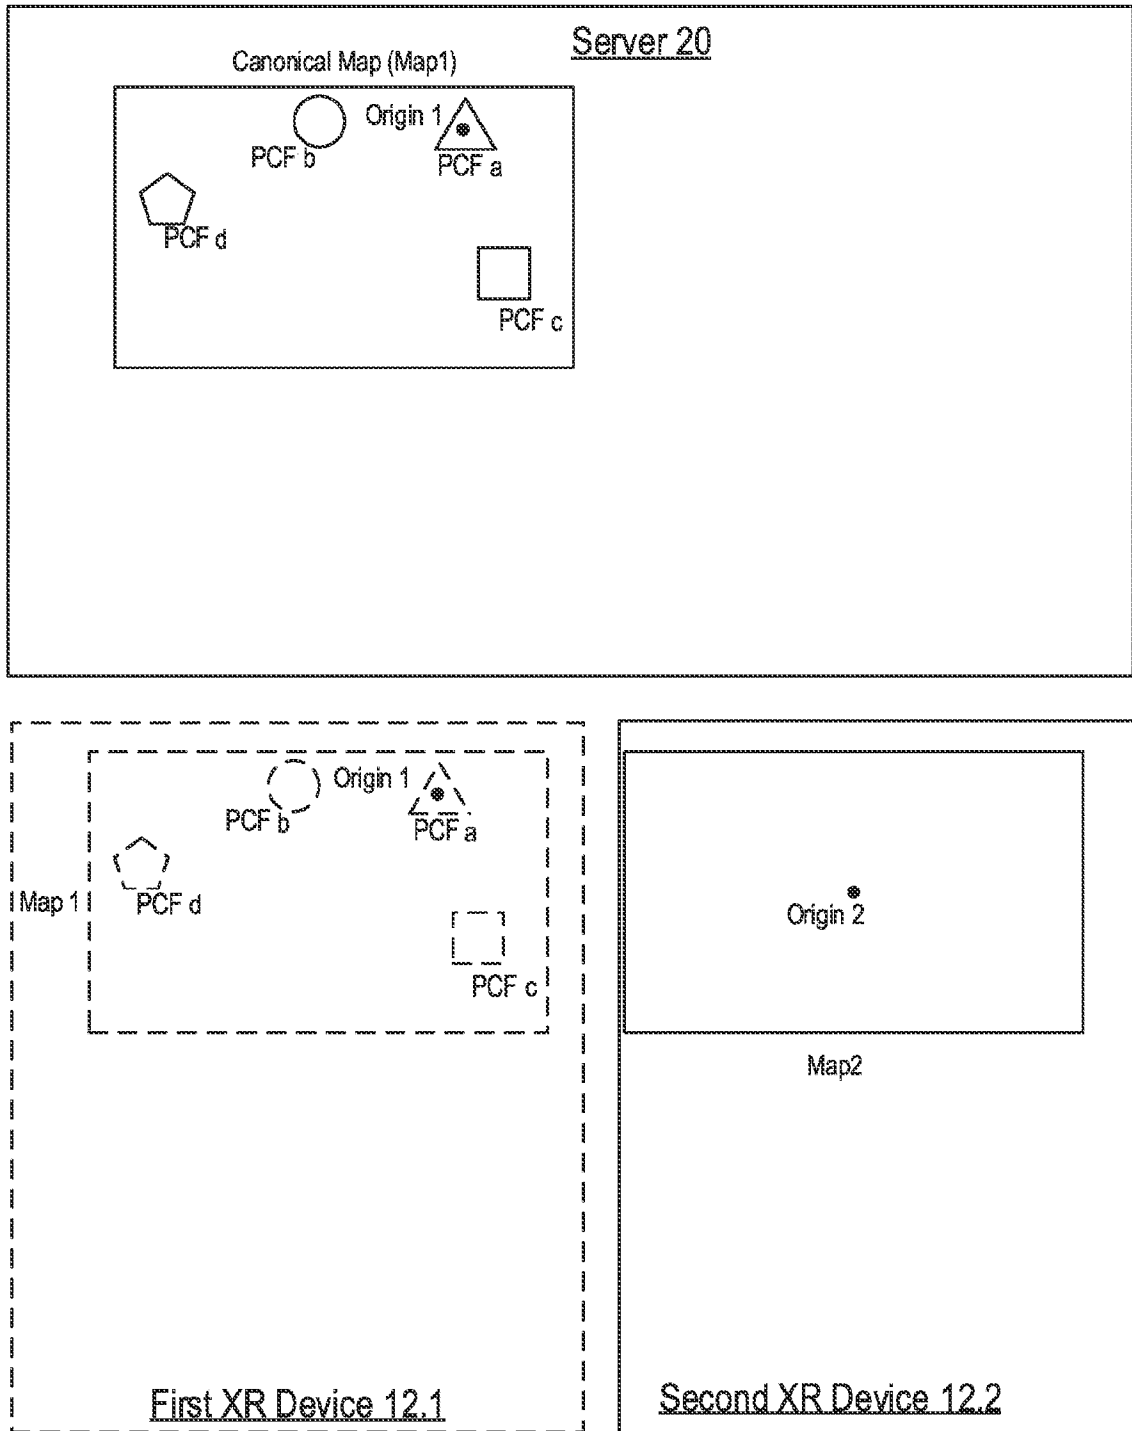 Server 20
Canonical Map (Map1)
Origin 1
PCF b
PCF a
PCF d
PCF c
Origin 1
PCF b
PCF a
Map 1
PCF d
PCF c
Origin 2
Map2
First XR Device 12.1
Second XR Device 12.2